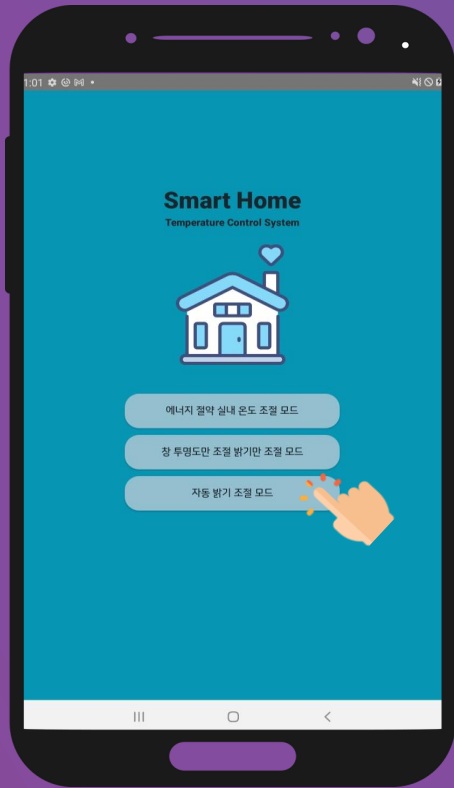 1:01
Smart Home
Temperature Control System
에너지 절약 실내 온도 조절 모드
창 투명도만 조절 밝기만 조절 모드
자동 밝기 조절 모드